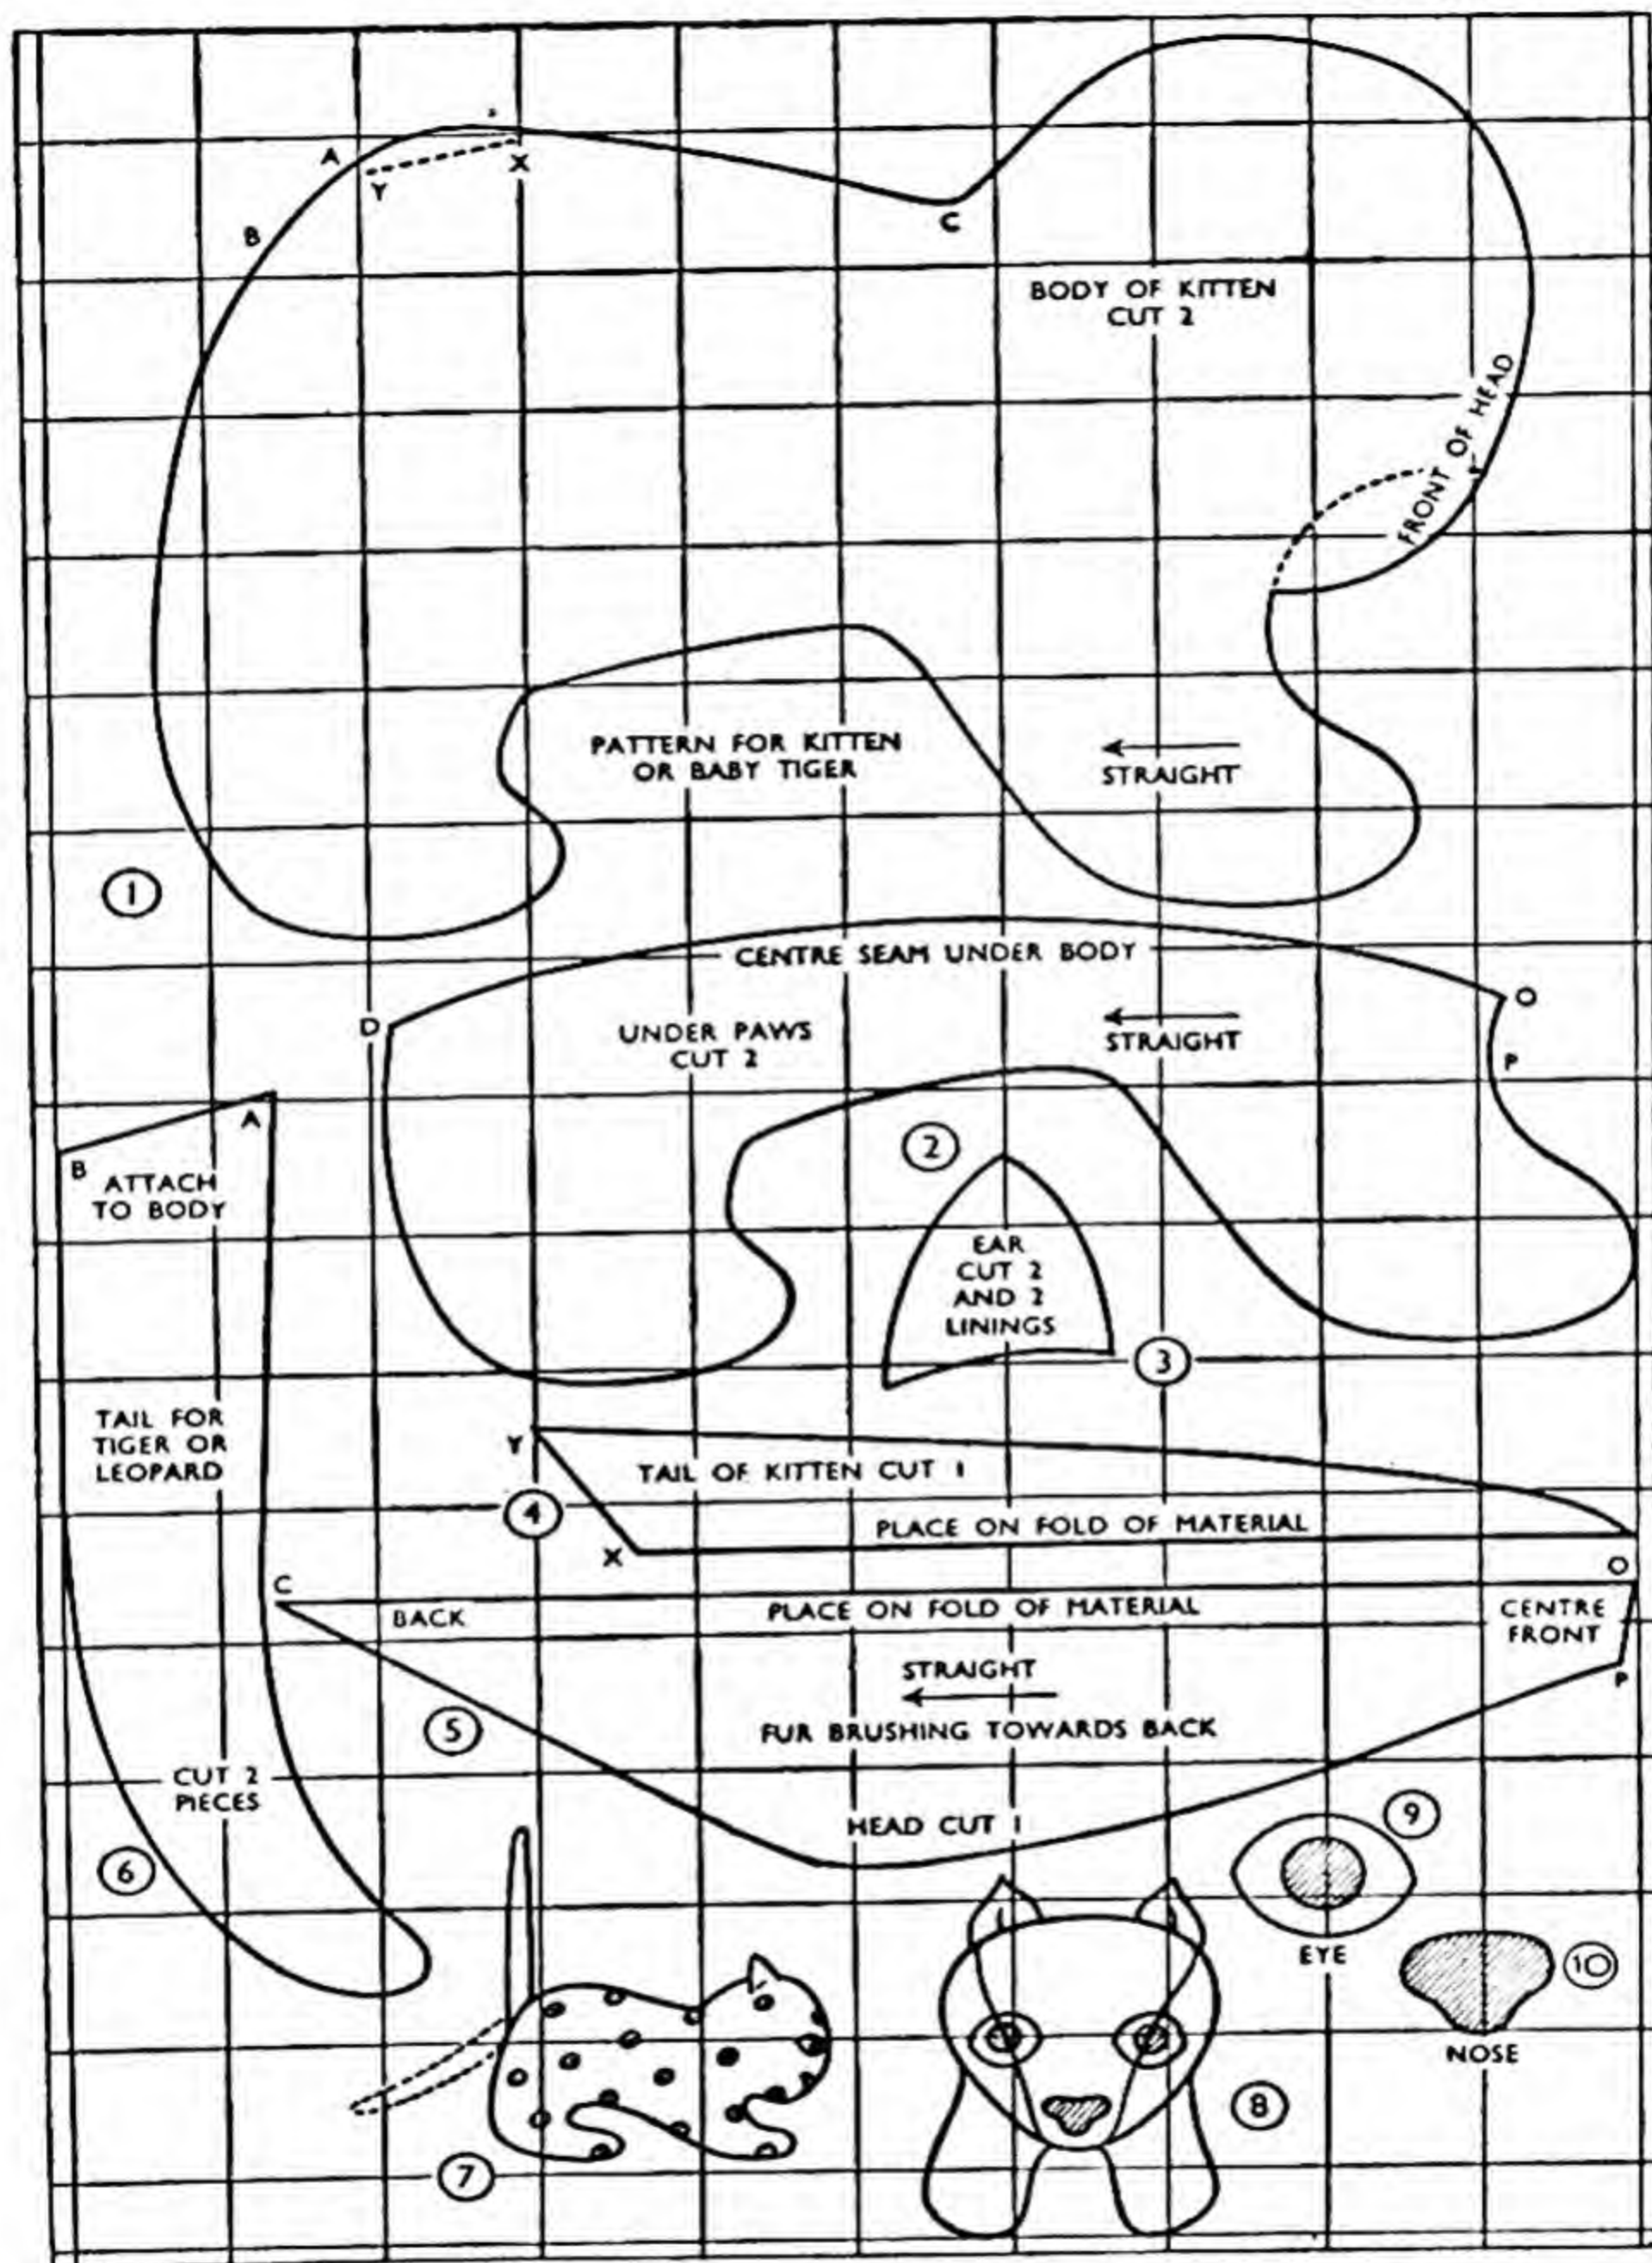 A
Y
X
B
C
BODY OF KITTEN
CUT 2
FRONT OF HEAD
PATTERN FOR KITTEN
OR BABY TIGER
STRAIGHT
1
CENTRE SEAM UNDER BODY
D
O
UNDER PAWS
CUT 2
STRAIGHT
P
A
B
ATTACH
TO BODY
2
EAR
CUT 2
AND 2
LININGS
3
TAIL FOR
TIGER OR
LEOPARD
Y
TAIL OF KITTEN CUT 1
4
PLACE ON FOLD OF MATERIAL
X
O
C
BACK
PLACE ON FOLD OF MATERIAL
CENTRE
FRONT
STRAIGHT
P
5
FUR BRUSHING TOWARDS BACK
CUT 2
PIECES
HEAD CUT 1
9
6
EYE
10
NOSE
8
7